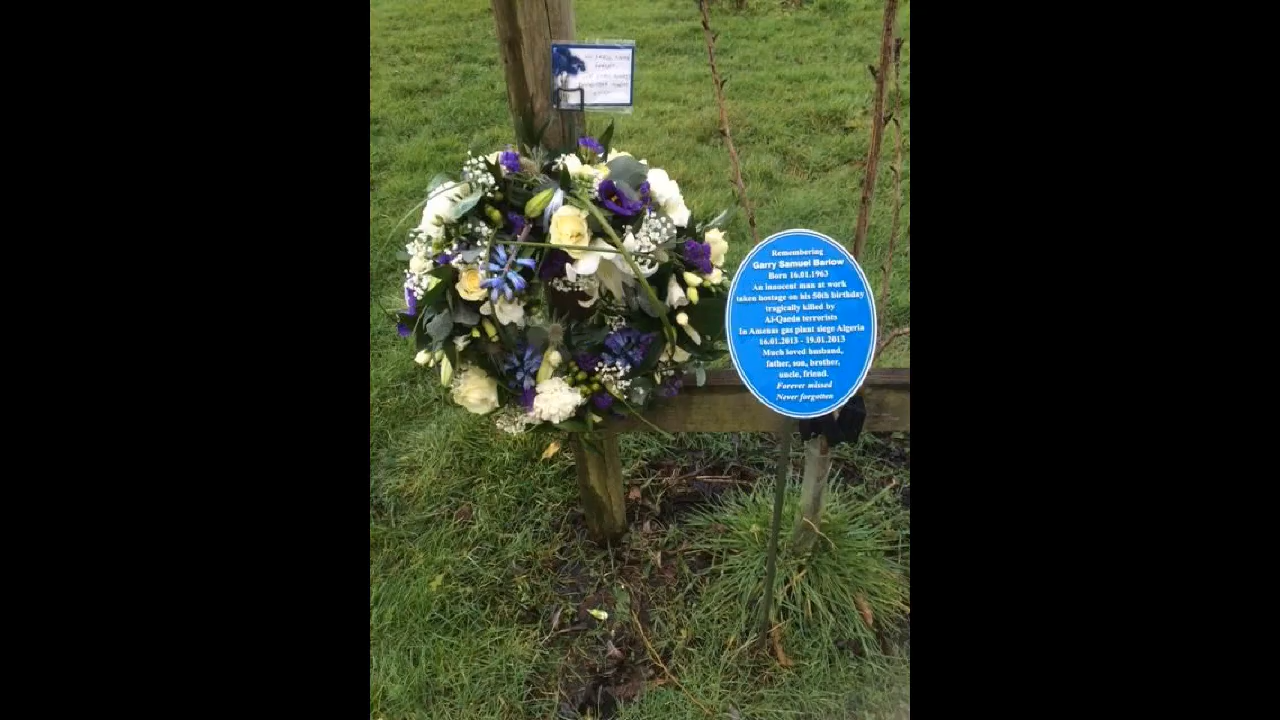 Remembering
Garry Samuel Barlow
Born 16.01.1963
An innocent man at work
taken hostage on his 50th birthday
tragically killed by
Al-Qaeda terrorists
In Amenas gas plant siege Algeria
16.01.2013 - 19.01.2013
Much loved husband,
father, son, brother,
uncle, friend.
Forever missed
Never forgotten